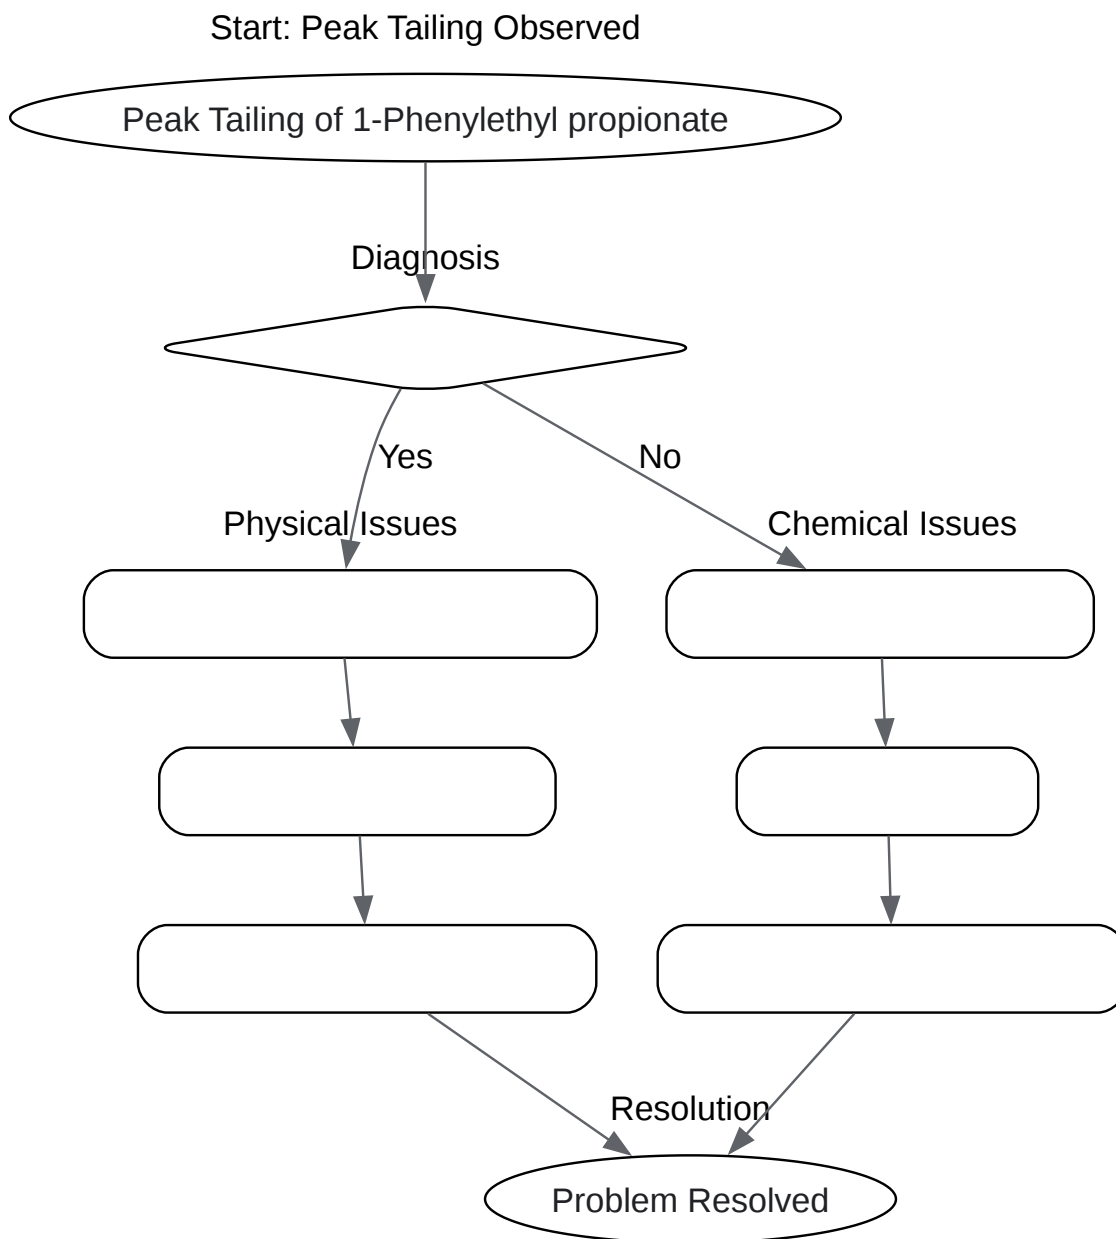 Start: Peak Tailing Observed
Peak Tailing of 1-Phenylethyl propionate
Diagnosis
Yes
No
Physical Issues
Chemical Issues
Resolution
Problem Resolved